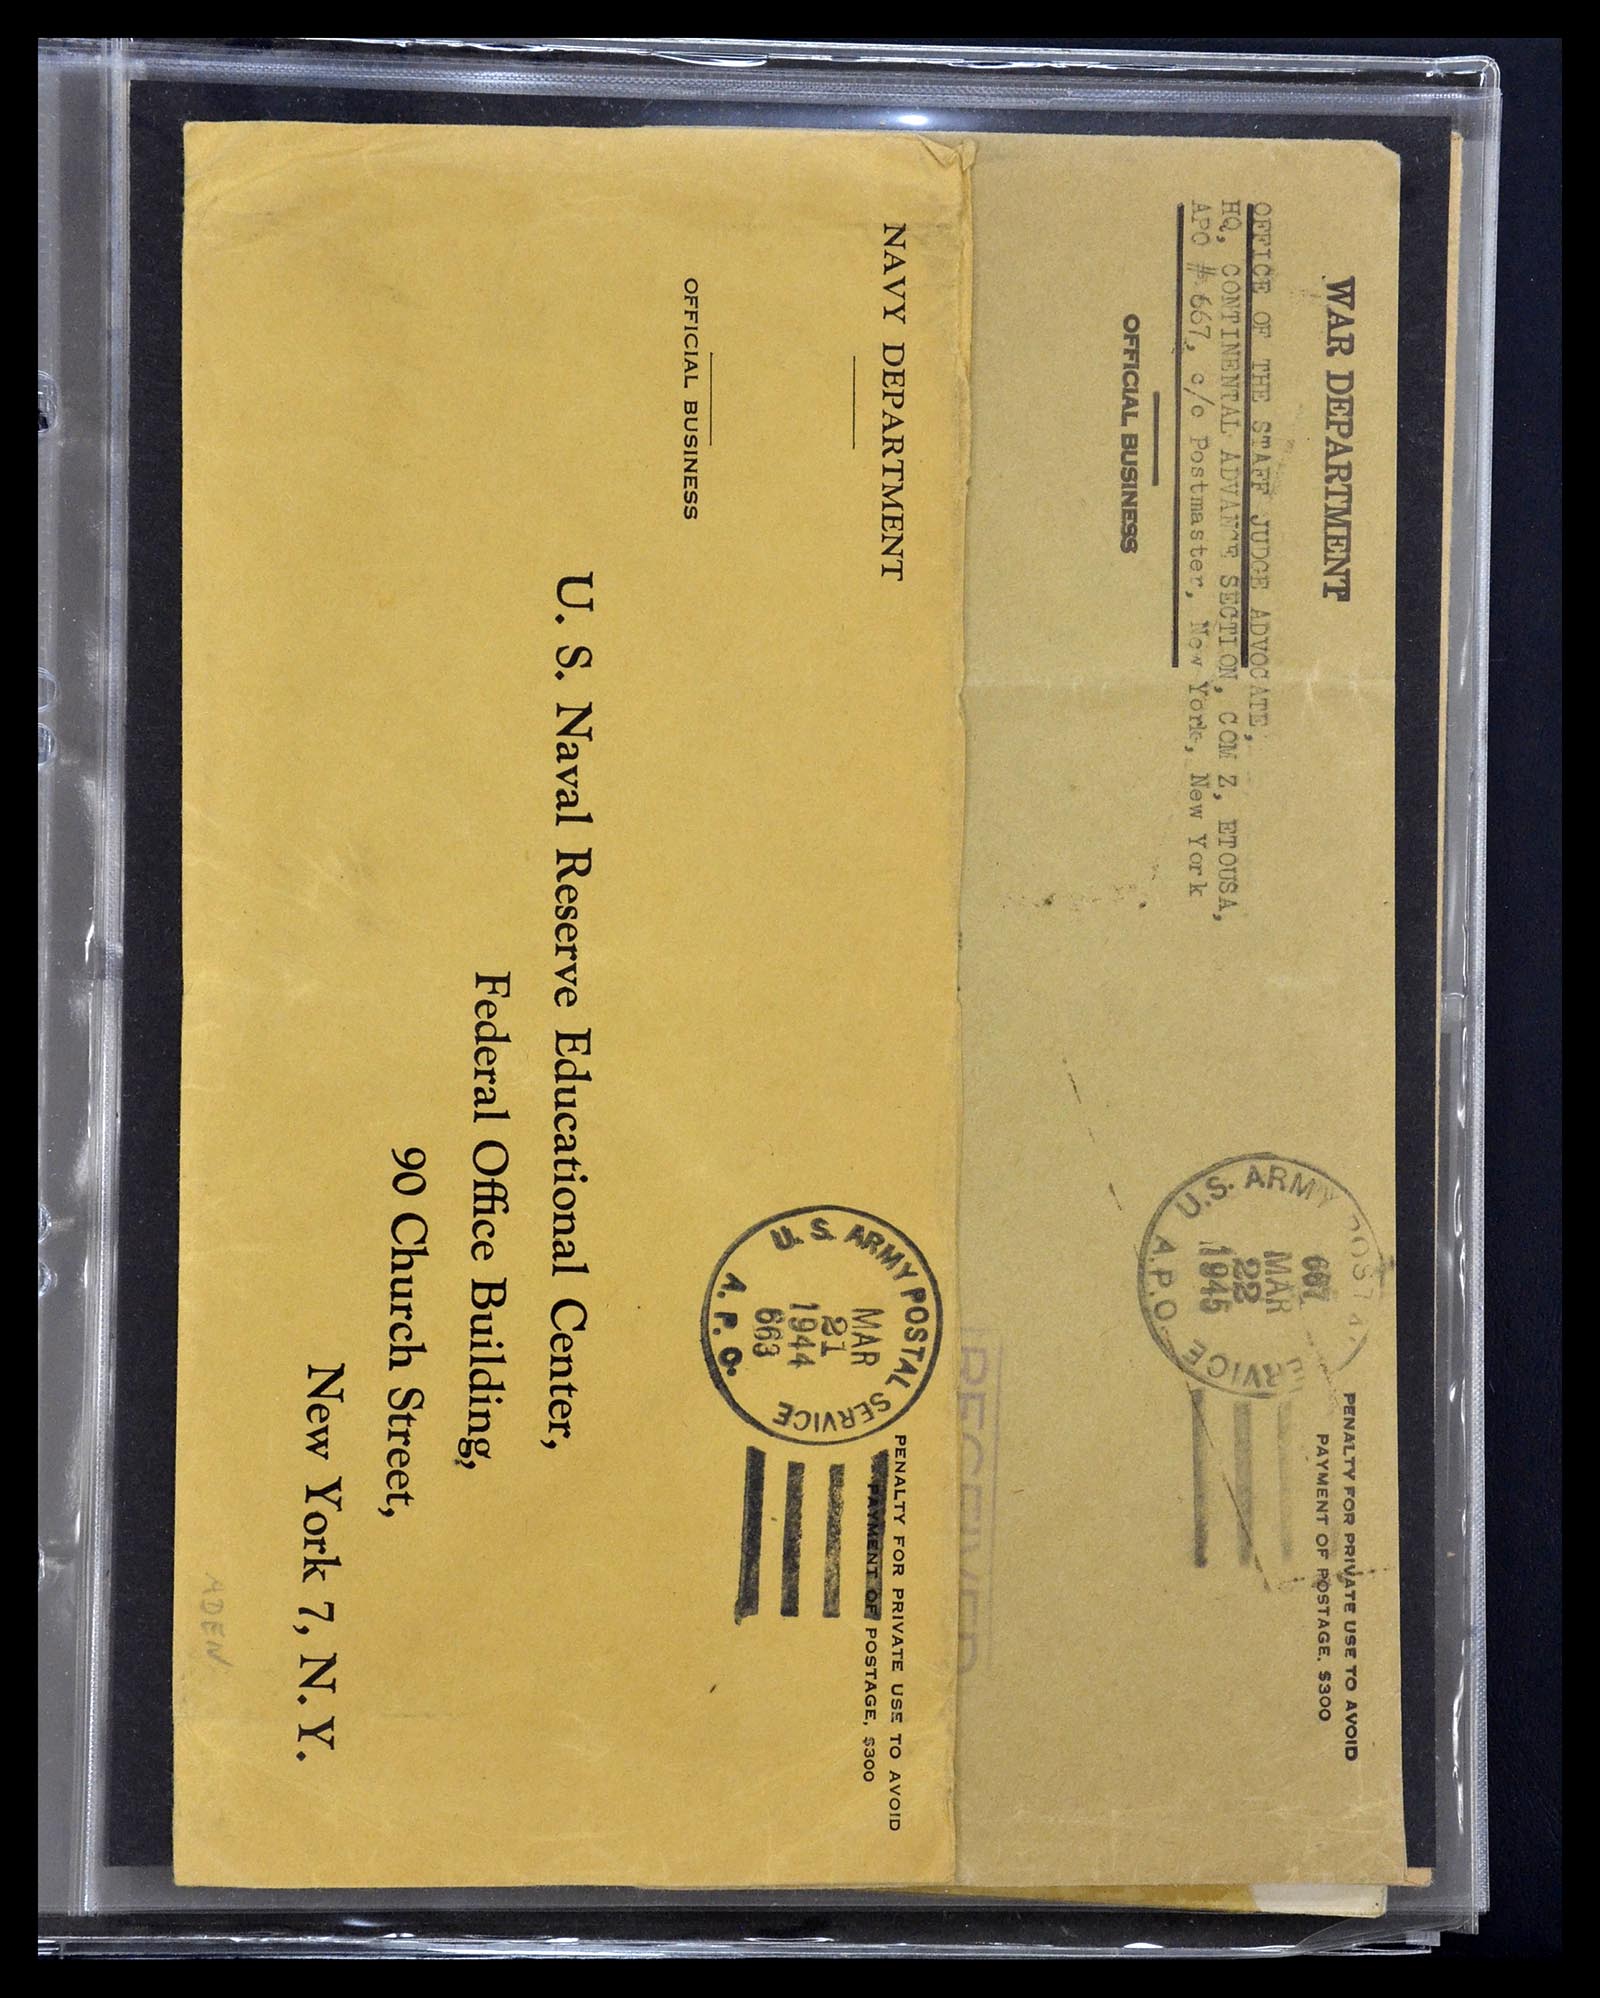 WAR DEPARTMENT
OFFICE OF THE STAFF JUDGE ADVOCATE,
HQ, CONTINENTAL ADVANCE SECTION, COM Z, ETOUSA,
APO # 667, c/o Postmaster, New York, New York
OFFICIAL BUSINESS
U.S. ARMY POSTAL SERVICE
667
MAR
22
1945
A.P.O.
PENALTY FOR PRIVATE USE TO AVOID
PAYMENT OF POSTAGE, $300
RECEIVED
NAVY DEPARTMENT
OFFICIAL BUSINESS
U. S. ARMY POSTAL SERVICE
MAR
21
1944
663
A. P. O.
PENALTY FOR PRIVATE USE TO AVOID
PAYMENT OF POSTAGE, $300
U. S. Naval Reserve Educational Center,
Federal Office Building,
90 Church Street,
New York 7, N. Y.
ADEN